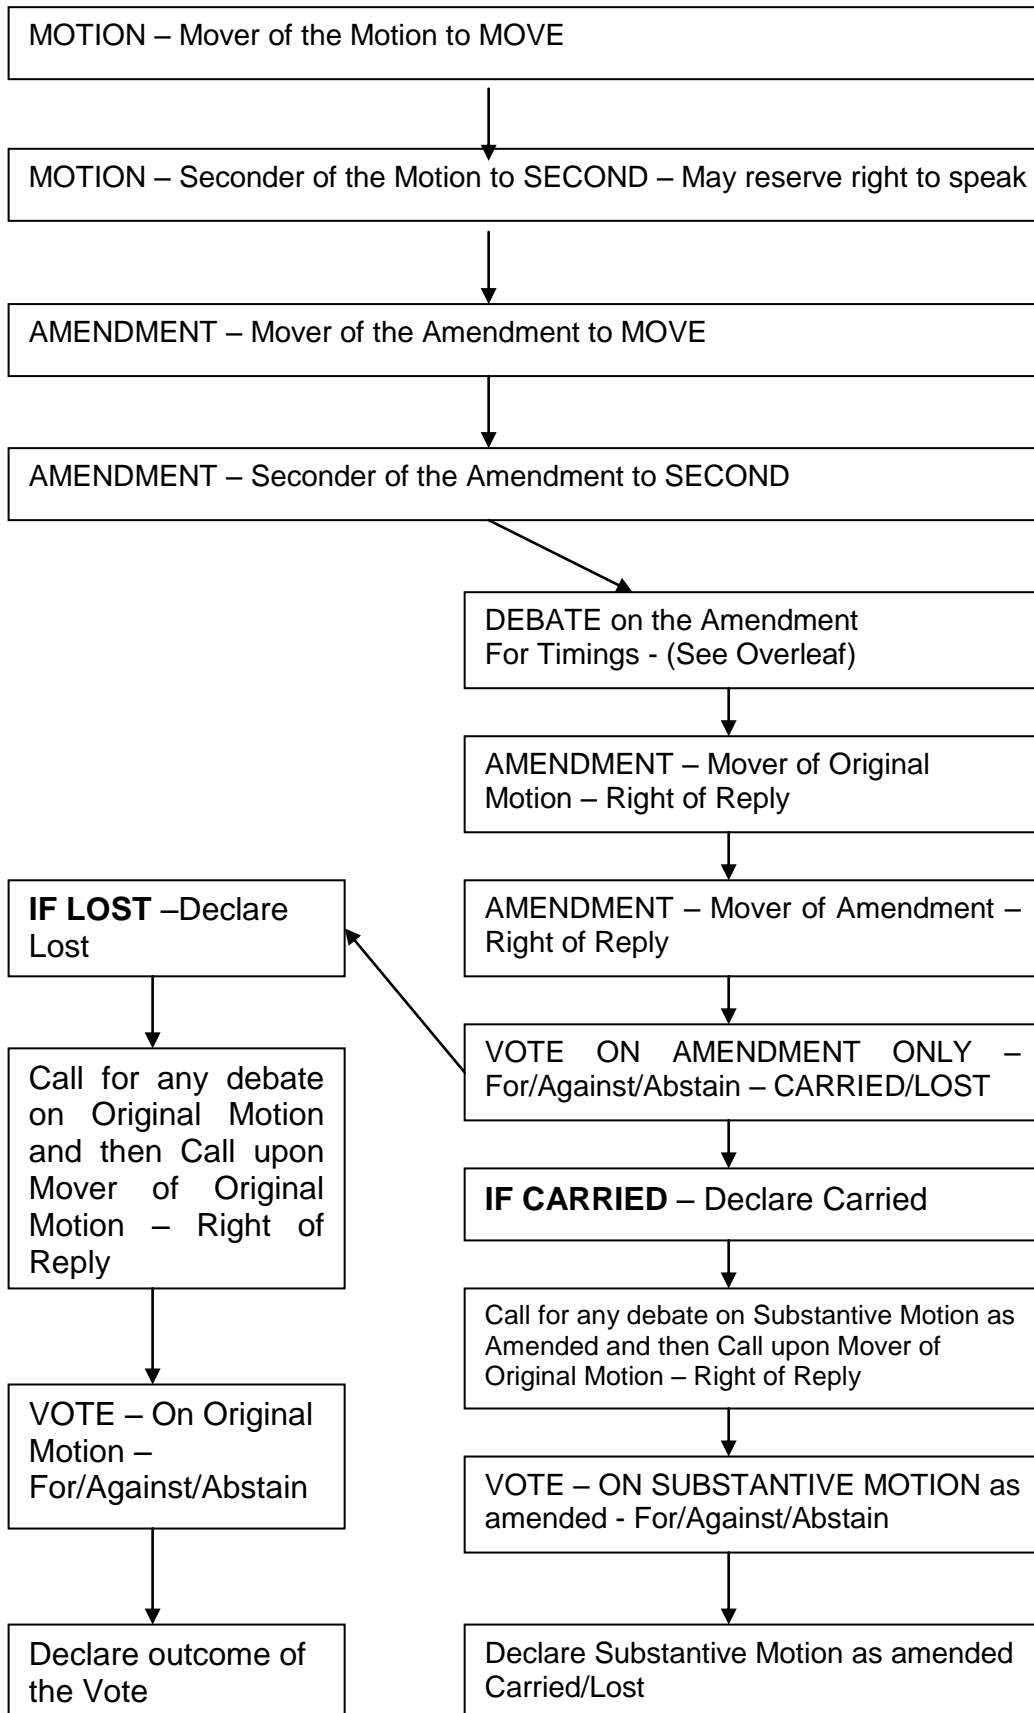 MOTION – Mover of the Motion to MOVE
MOTION – Seconder of the Motion to SECOND – May reserve right to speak
AMENDMENT – Mover of the Amendment to MOVE
AMENDMENT – Seconder of the Amendment to SECOND
DEBATE on the Amendment
For Timings - (See Overleaf)
AMENDMENT – Mover of Original
Motion – Right of Reply
AMENDMENT – Mover of Amendment –
Right of Reply
VOTE ON AMENDMENT ONLY –
For/Against/Abstain – CARRIED/LOST
IF LOST –Declare
Lost
Call for any debate
on Original Motion
and then Call upon
Mover of Original
Motion – Right of
Reply
VOTE – On Original
Motion –
For/Against/Abstain
Declare outcome of
the Vote
IF CARRIED – Declare Carried
Call for any debate on Substantive Motion as
Amended and then Call upon Mover of
Original Motion – Right of Reply
VOTE – ON SUBSTANTIVE MOTION as
amended - For/Against/Abstain
Declare Substantive Motion as amended
Carried/Lost